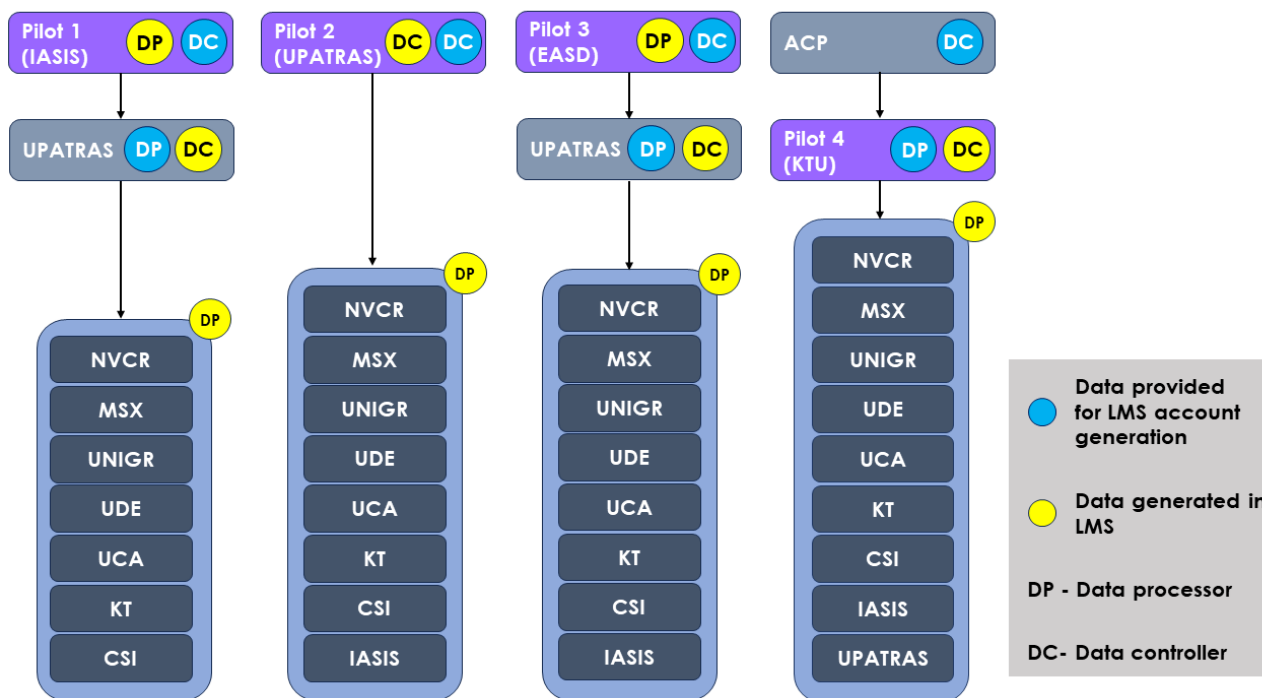 Pilot 1
(IASIS)
DP
DC
UPATRAS
DP
DC
DP
NVCR
MSX
UNIGR
UDE
UCA
KT
CSI
Pilot 2
(UPATRAS)
DC
DC
DP
NVCR
MSX
UNIGR
UDE
UCA
KT
CSI
IASIS
Pilot 3
(EASD)
DP
DC
UPATRAS
DP
DC
DP
NVCR
MSX
UNIGR
UDE
UCA
KT
CSI
IASIS
ACP
DC
Pilot 4
(KTU)
DP
DC
DP
NVCR
MSX
UNIGR
UDE
UCA
KT
CSI
IASIS
UPATRAS
Data provided
for LMS account
generation
Data generated in
LMS
DP - Data processor
DC- Data controller